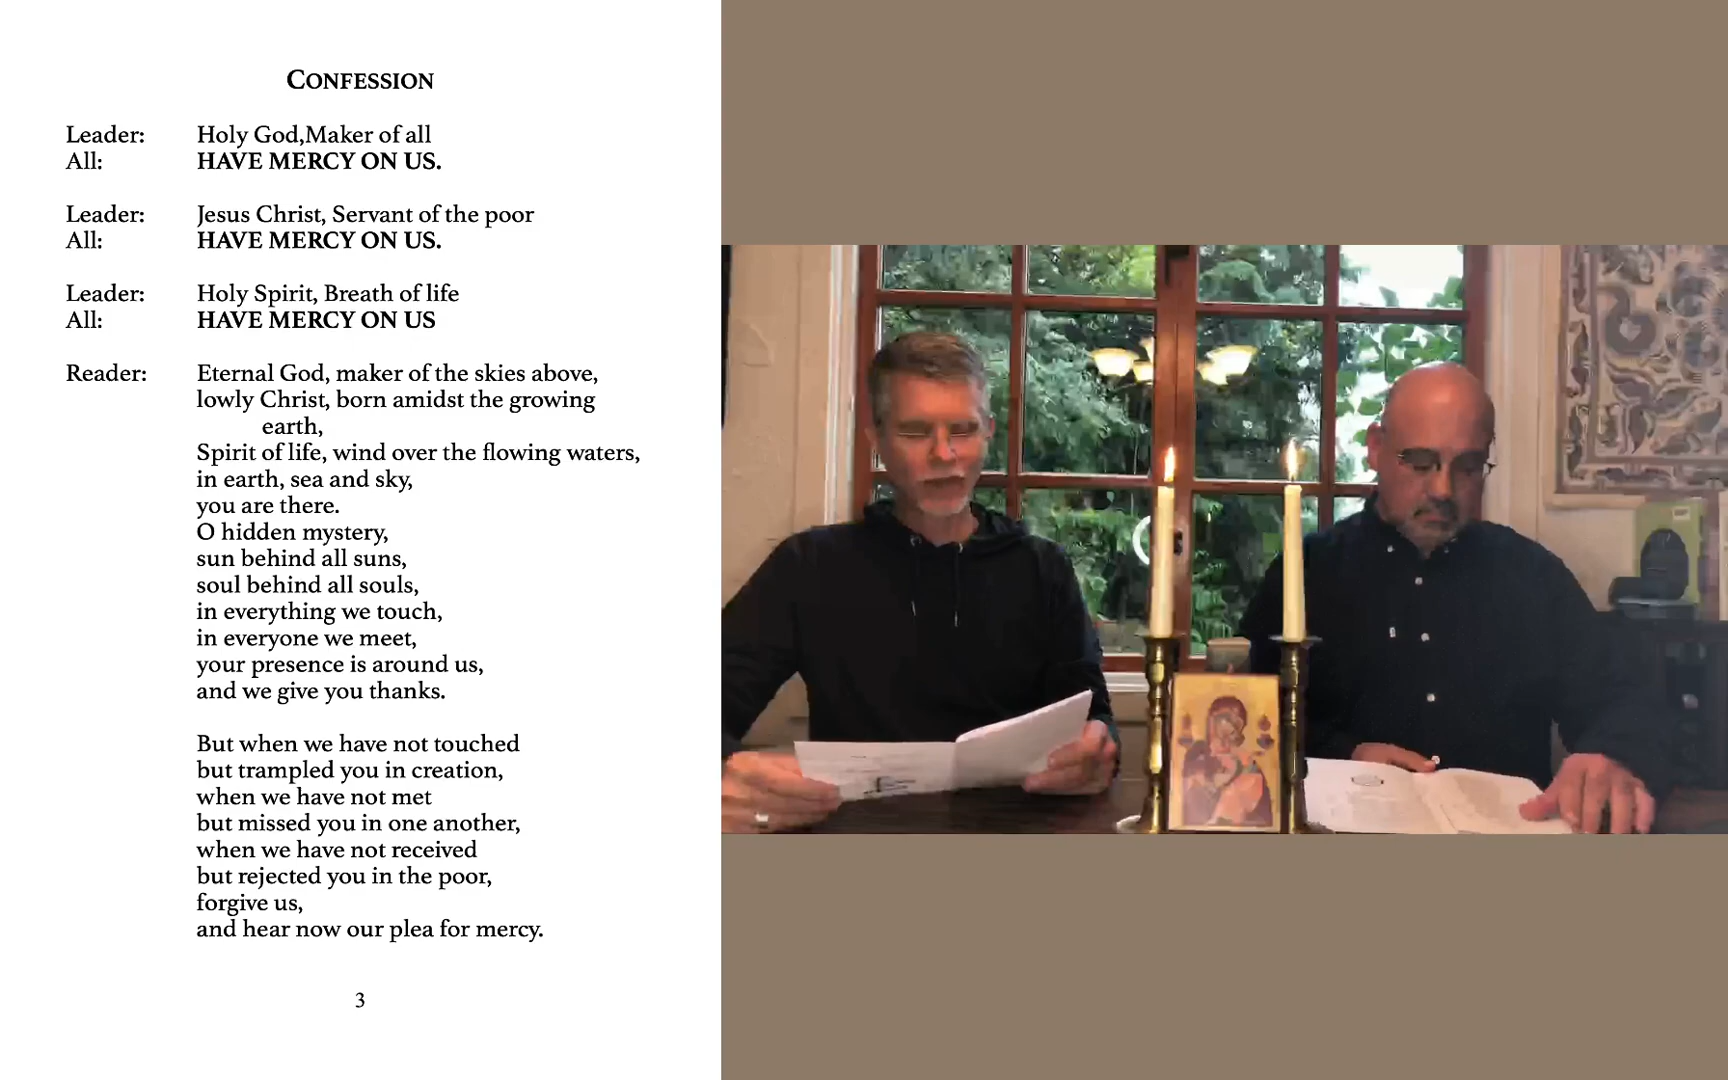 CONFESSION
Leader: Holy God,Maker of all
All: HAVE MERCY ON US.
Leader: Jesus Christ, Servant of the poor
All: HAVE MERCY ON US.
Leader: Holy Spirit, Breath of life
All: HAVE MERCY ON US
Reader: Eternal God, maker of the skies above,
lowly Christ, born amidst the growing
earth,
Spirit of life, wind over the flowing waters,
in earth, sea and sky,
you are there.
O hidden mystery,
sun behind all suns,
soul behind all souls,
in everything we touch,
in everyone we meet,
your presence is around us,
and we give you thanks.
But when we have not touched
but trampled you in creation,
when we have not met
but missed you in one another,
when we have not received
but rejected you in the poor,
forgive us,
and hear now our plea for mercy.
3